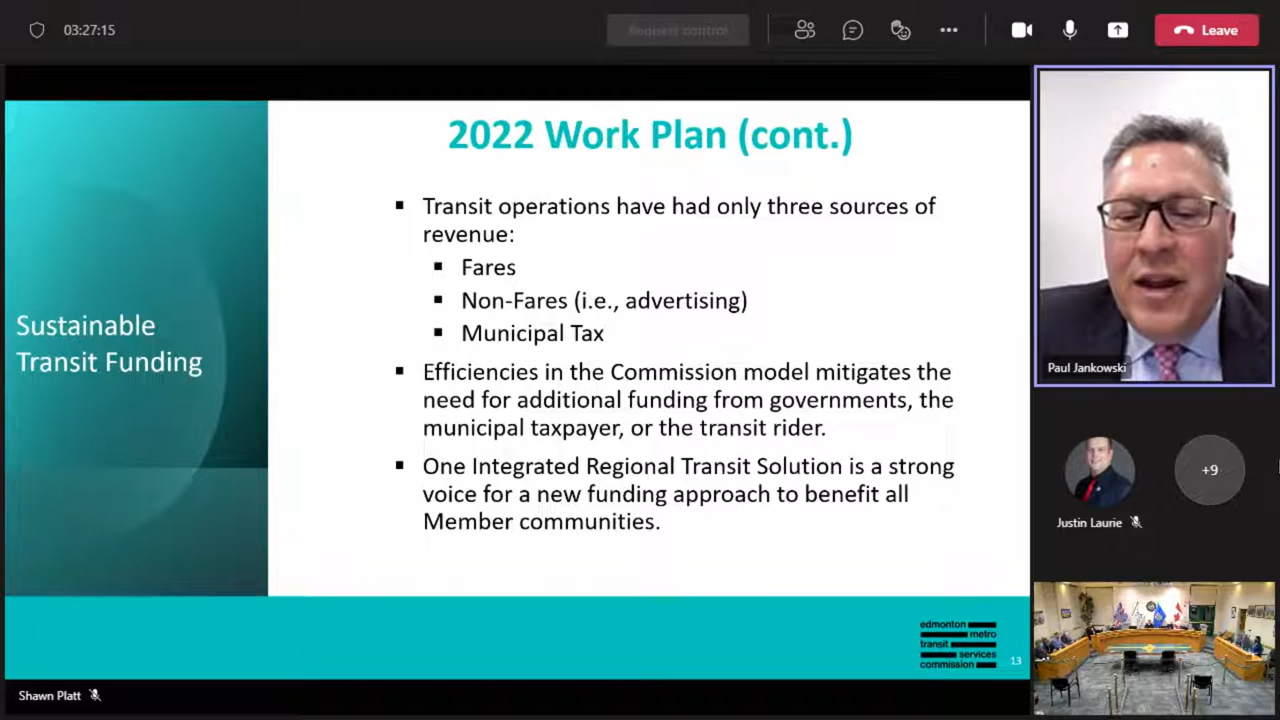 03:27:15
Request control
Leave
2022 Work Plan (cont.)
Sustainable
Transit Funding
▪ Transit operations have had only three sources of
revenue:
▪ Fares
▪ Non-Fares (i.e., advertising)
▪ Municipal Tax
▪ Efficiencies in the Commission model mitigates the
need for additional funding from governments, the
municipal taxpayer, or the transit rider.
▪ One Integrated Regional Transit Solution is a strong
voice for a new funding approach to benefit all
Member communities.
edmonton
metro
transit
services
commission
13
Paul Jankowski
+9
Justin Laurie
Shawn Platt